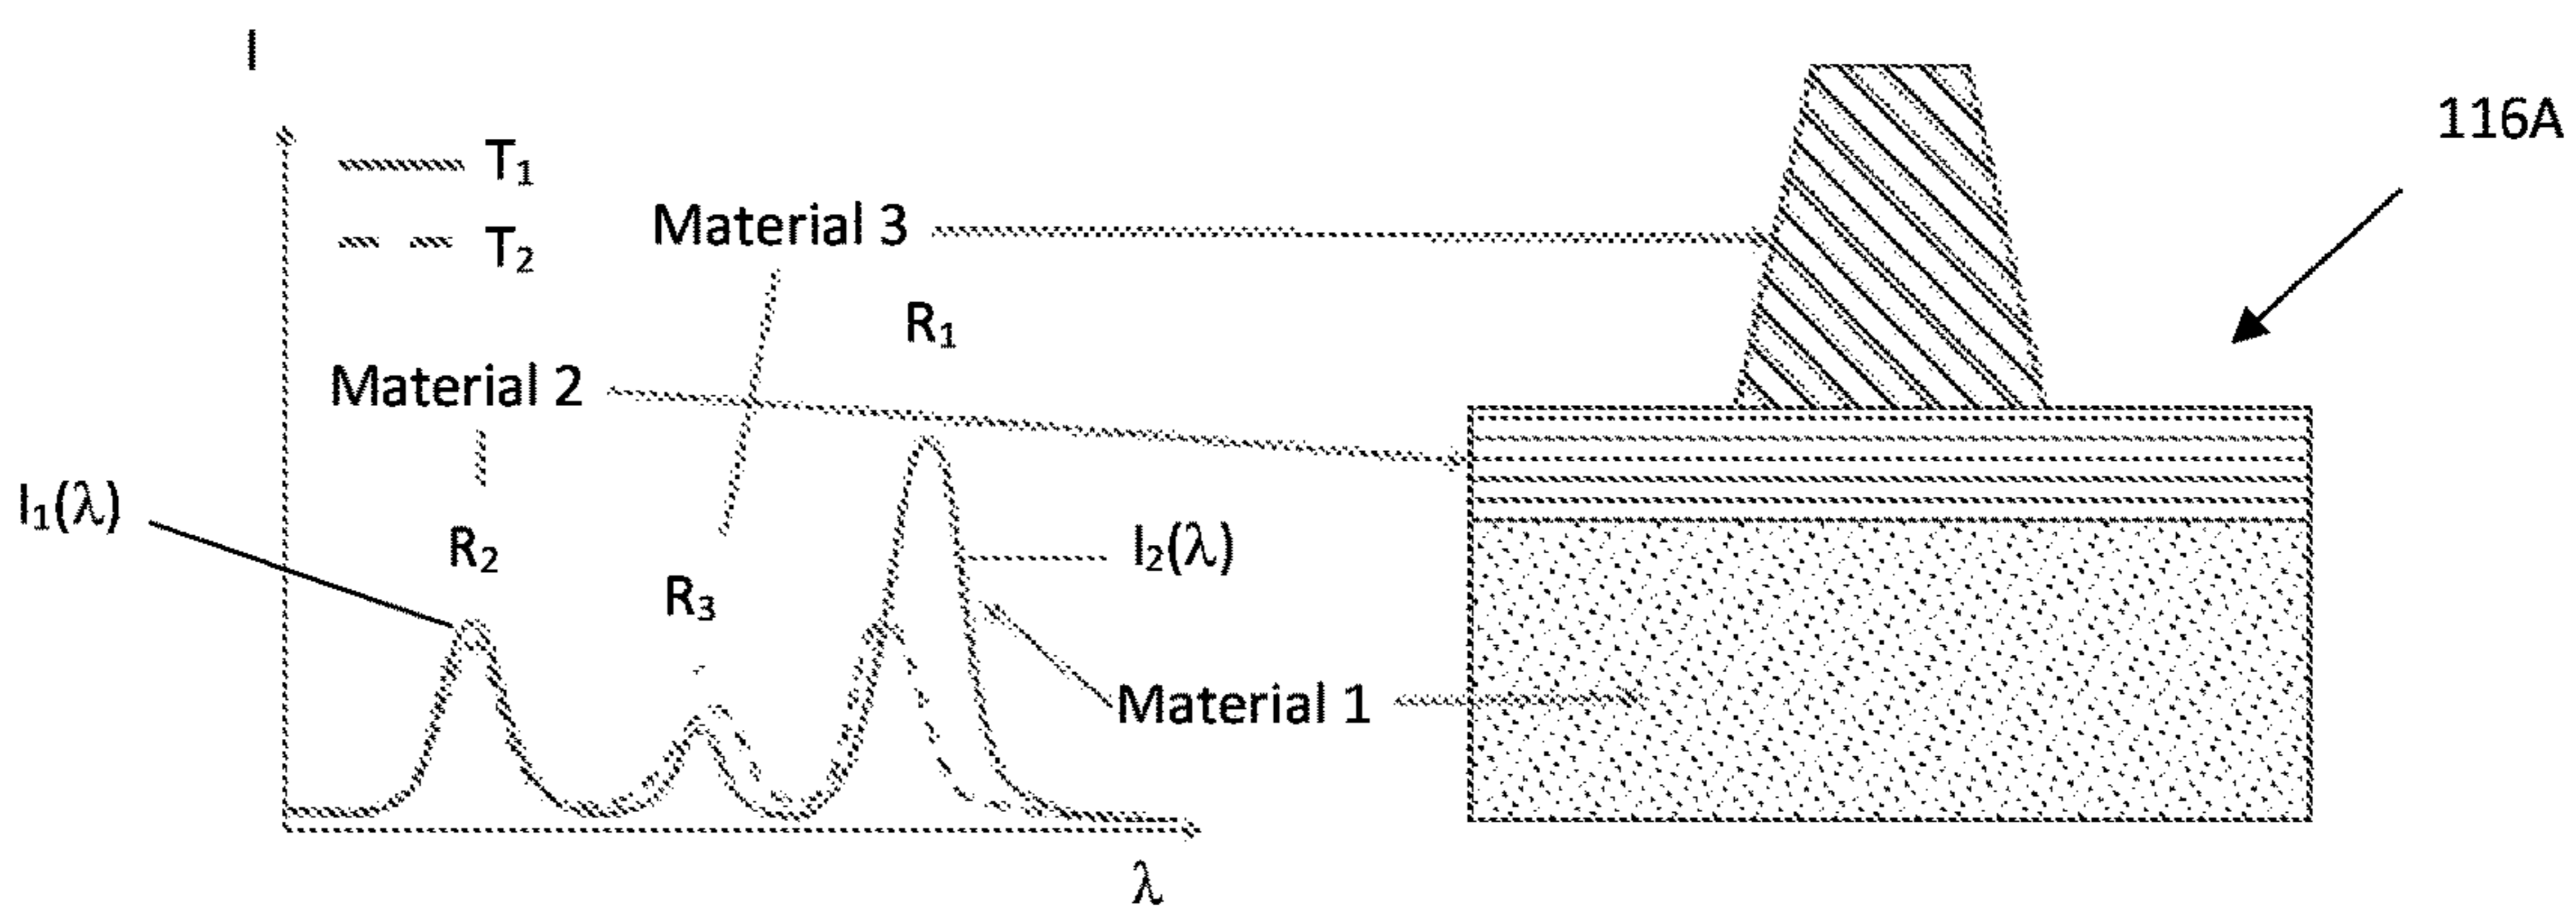 I
116A
T₁
Material 3
T₂
R₁
Material 2
I₁(λ)
R₂
I₂(λ)
R₃
Material 1
λ